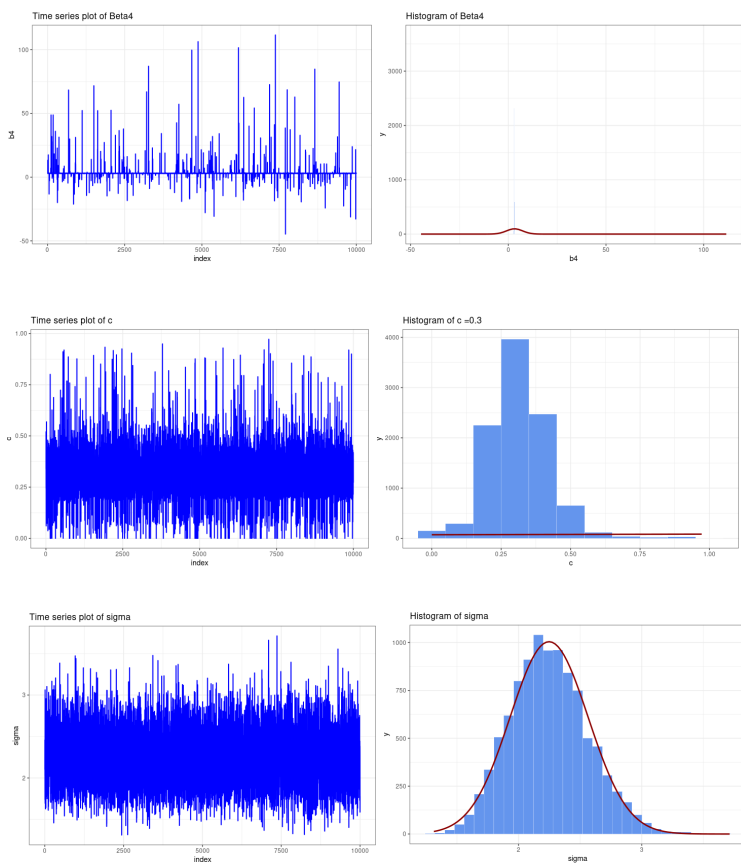 Time series plot of Beta4
100
50
0
-50
b4
0
2500
5000
7500
10000
index
Histogram of Beta4
3000
2000
1000
0
y
-50
0
50
100
b4
Time series plot of c
1.00
0.75
0.50
0.25
0.00
c
0
2500
5000
7500
10000
index
Histogram of c =0.3
4000
3000
2000
1000
0
y
0.00
0.25
0.50
0.75
1.00
c
Time series plot of sigma
3
2
sigma
0
2500
5000
7500
10000
index
Histogram of sigma
1000
750
500
250
0
y
2
3
sigma